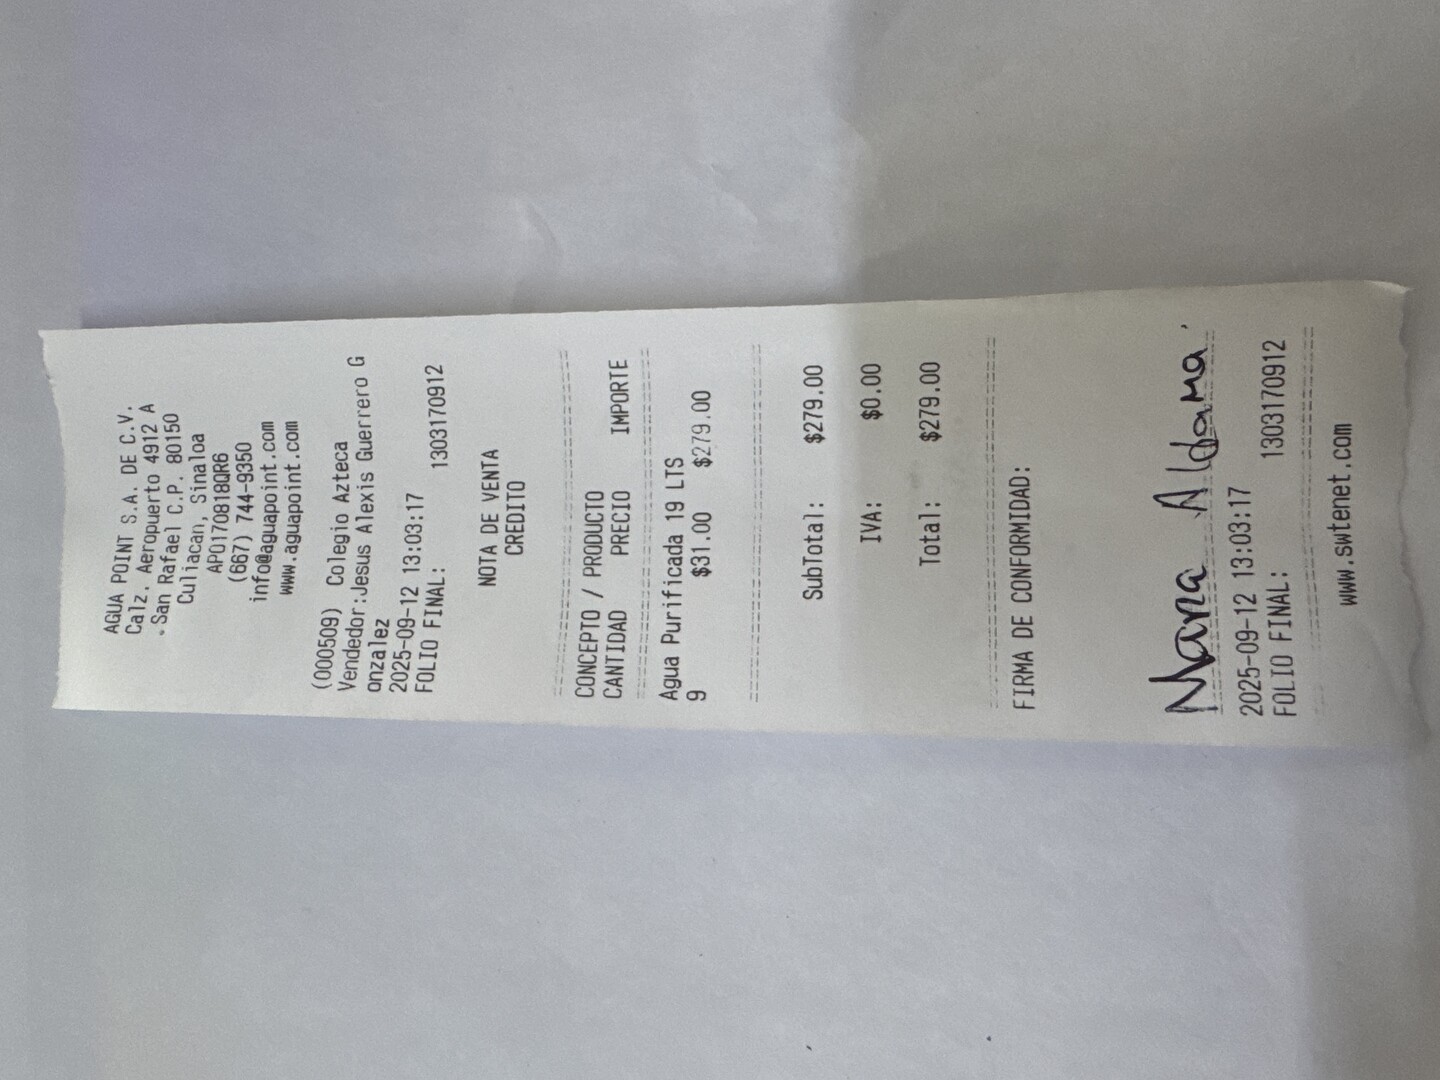 AGUA POINT S.A. DE C.V.
Calz. Aeropuerto 4912 A
San Rafael C.P. 80150
Culiacan, Sinaloa
APO170818QR6
(667) 744-9350
info@aguapoint.com
www.aguapoint.com
(000509) Colegio Azteca
Vendedor:Jesus Alexis Guerrero G
onzalez
2025-09-12 13:03:17
FOLIO FINAL: 1303170912
NOTA DE VENTA
CREDITO
CONCEPTO / PRODUCTO
CANTIDAD PRECIO IMPORTE
Agua Purificada 19 LTS
9 $31.00 $279.00
SubTotal: $279.00
IVA: $0.00
Total: $279.00
FIRMA DE CONFORMIDAD:
Maria Aldama
2025-09-12 13:03:17
FOLIO FINAL: 1303170912
www.swtenet.com